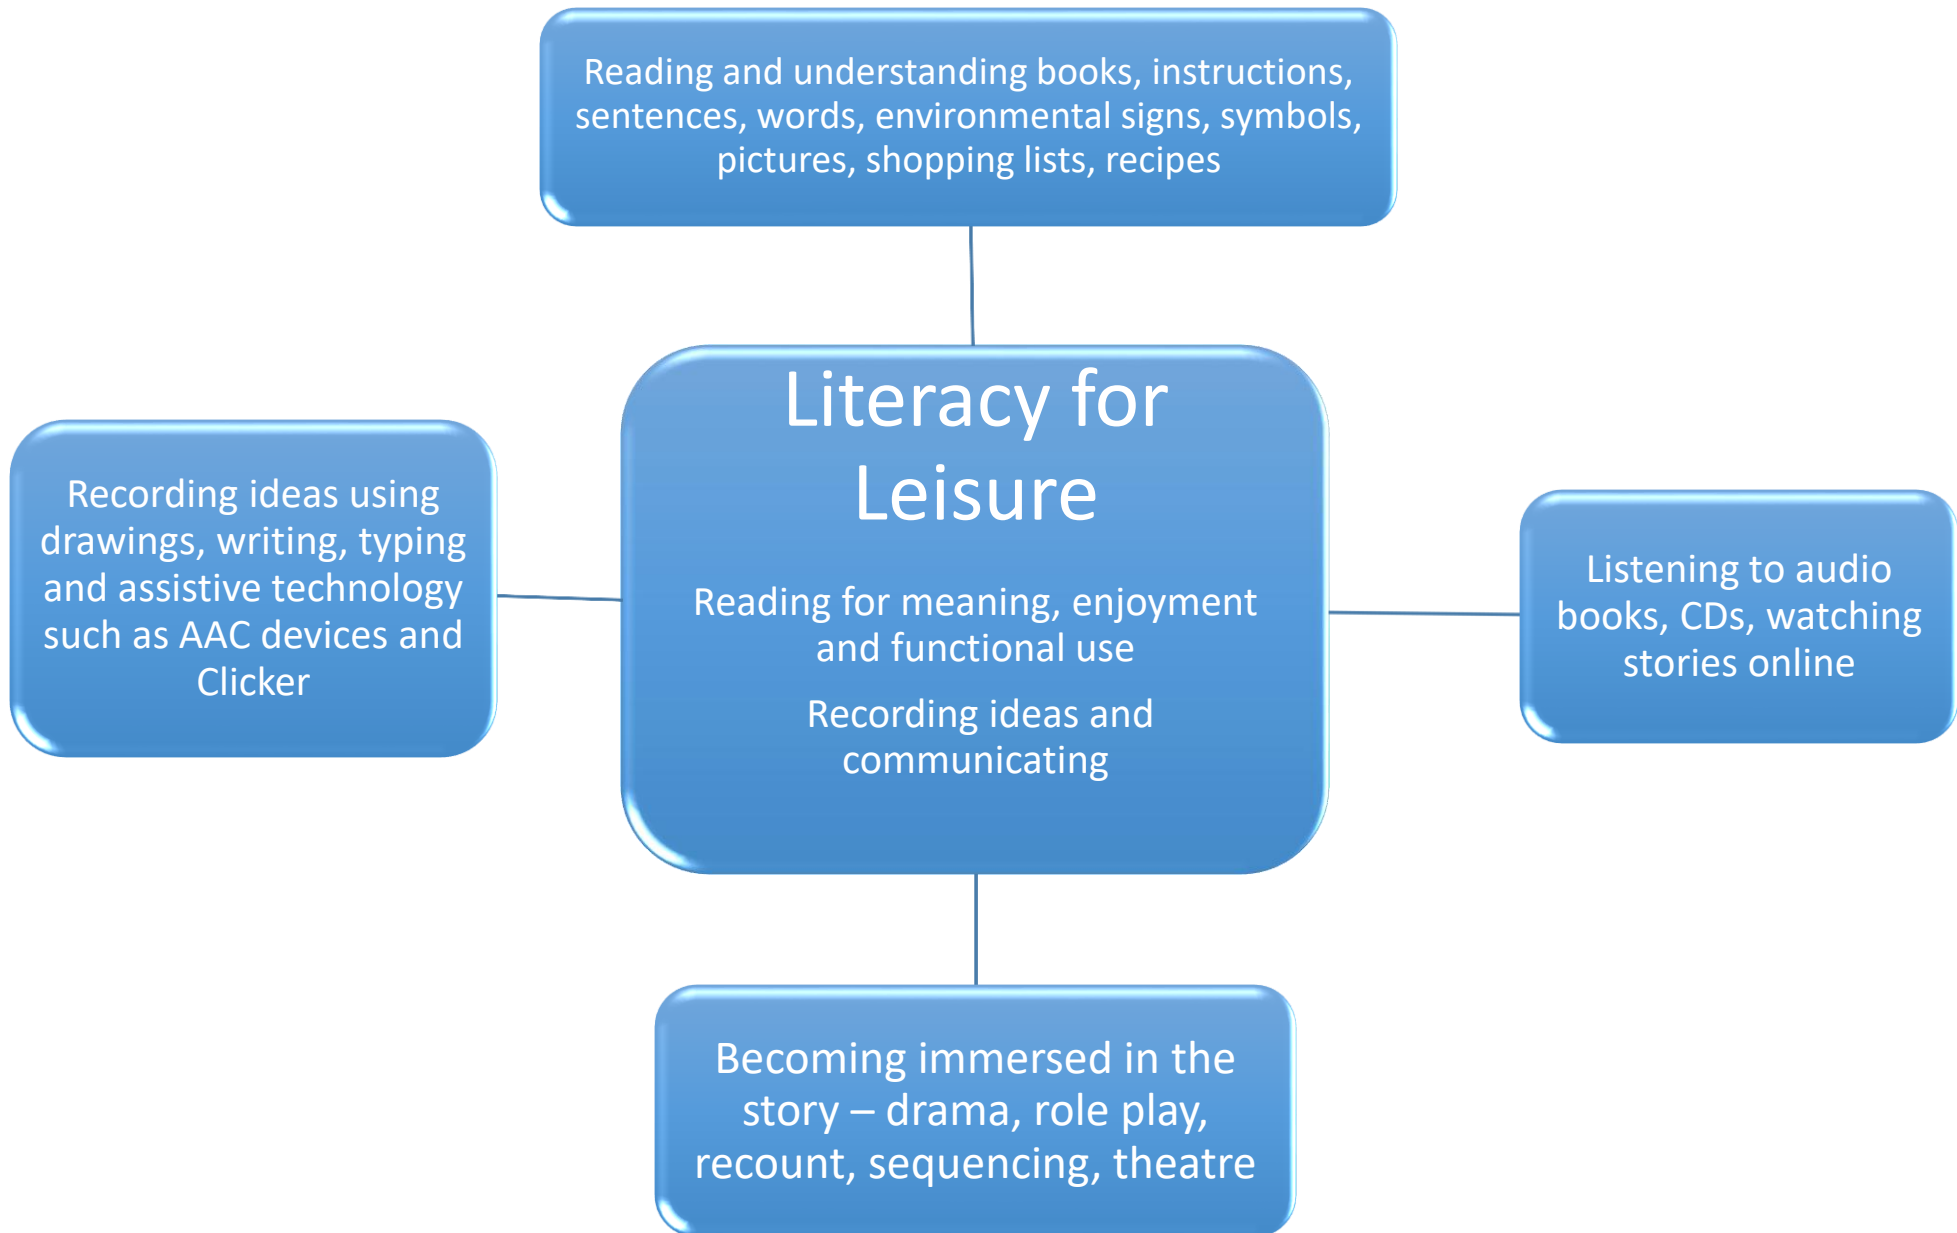 Reading and understanding books, instructions,
sentences, words, environmental signs, symbols,
pictures, shopping lists, recipes
Literacy for
Leisure
Reading for meaning, enjoyment
and functional use
Recording ideas and
communicating
Recording ideas using
drawings, writing, typing
and assistive technology
such as AAC devices and
Clicker
Listening to audio
books, CDs, watching
stories online
Becoming immersed in the
story – drama, role play,
recount, sequencing, theatre